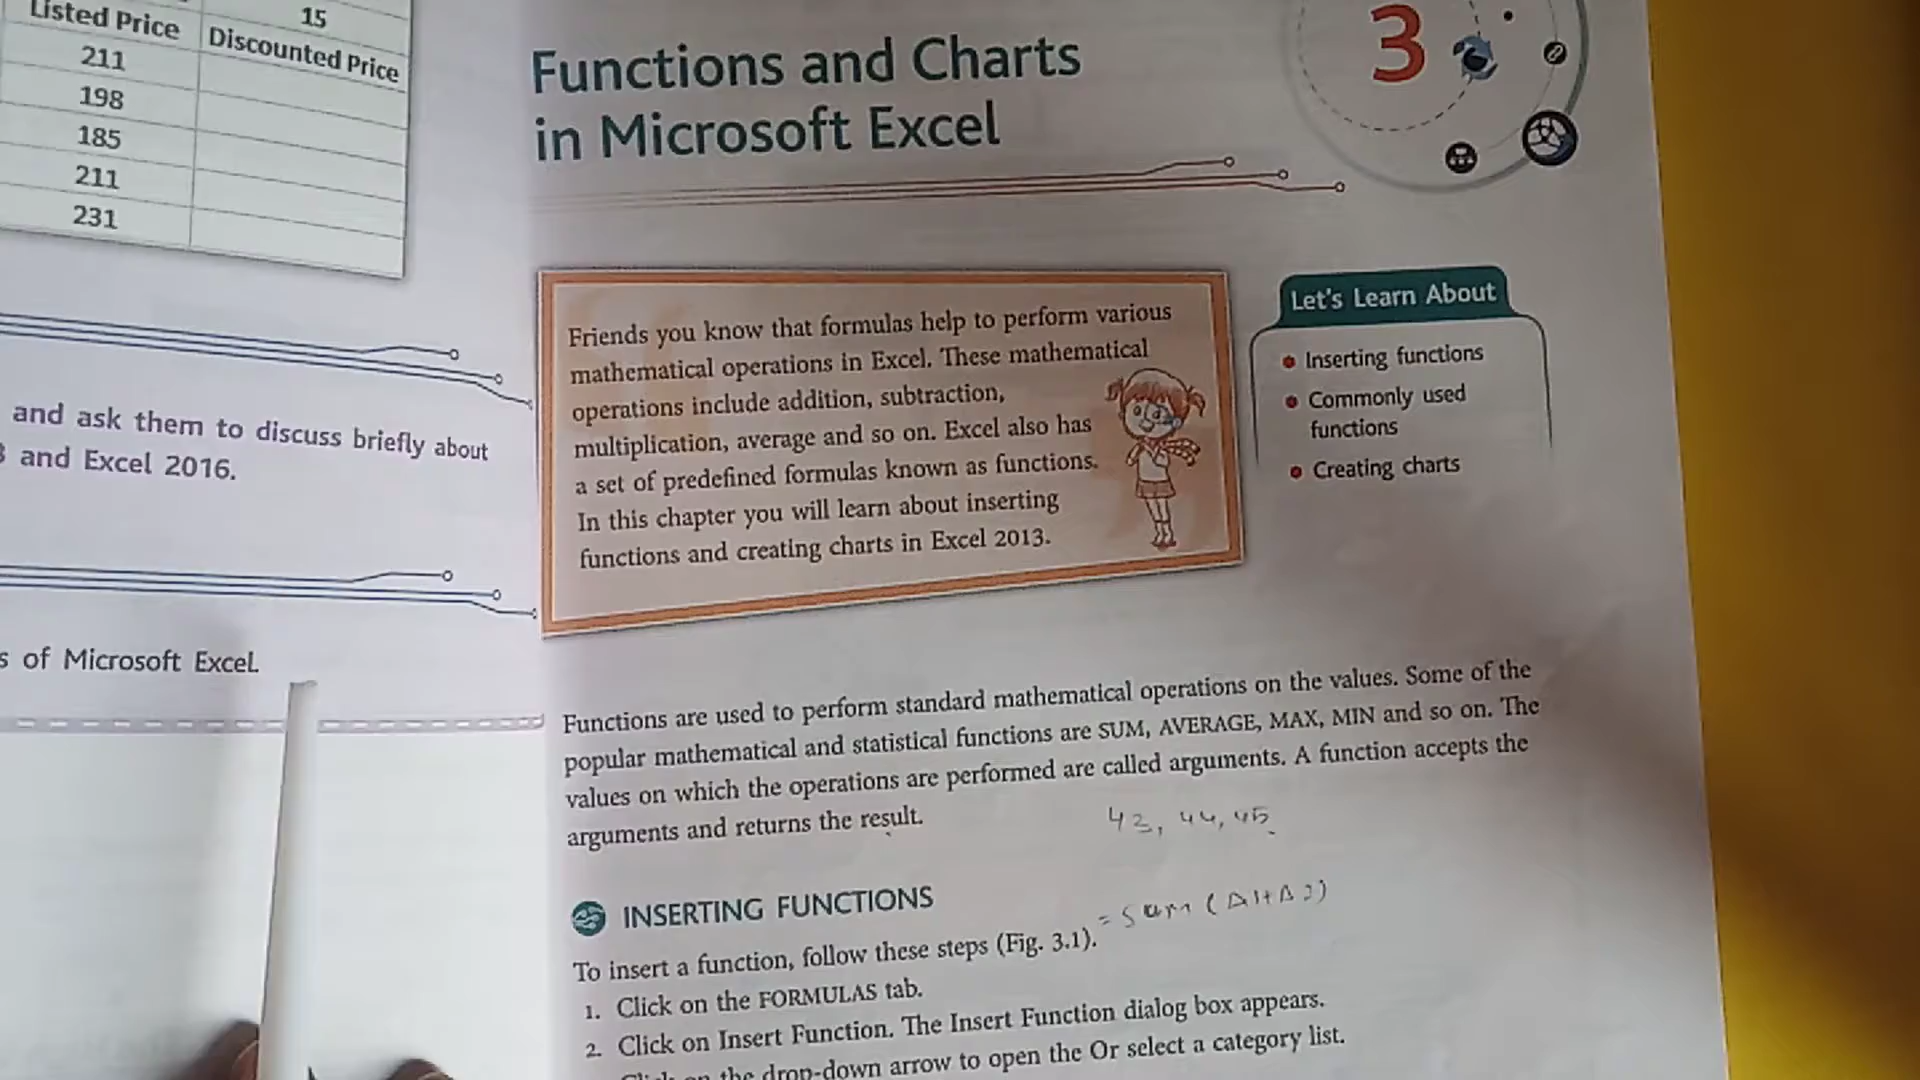 15
Listed Price Discounted Price
211
198
185
211
231
and ask them to discuss briefly about
and Excel 2016.
s of Microsoft Excel.
3
Functions and Charts
in Microsoft Excel
Friends you know that formulas help to perform various
mathematical operations in Excel. These mathematical
operations include addition, subtraction,
multiplication, average and so on. Excel also has
a set of predefined formulas known as functions.
In this chapter you will learn about inserting
functions and creating charts in Excel 2013.
Let's Learn About
• Inserting functions
• Commonly used
functions
• Creating charts
Functions are used to perform standard mathematical operations on the values. Some of the
popular mathematical and statistical functions are SUM, AVERAGE, MAX, MIN and so on. The
values on which the operations are performed are called arguments. A function accepts the
arguments and returns the result.
43, 44, 45
INSERTING FUNCTIONS
= Sum (A1+A2)
To insert a function, follow these steps (Fig. 3.1).
1. Click on the FORMULAS tab.
2. Click on Insert Function. The Insert Function dialog box appears.
Click on the drop-down arrow to open the Or select a category list.